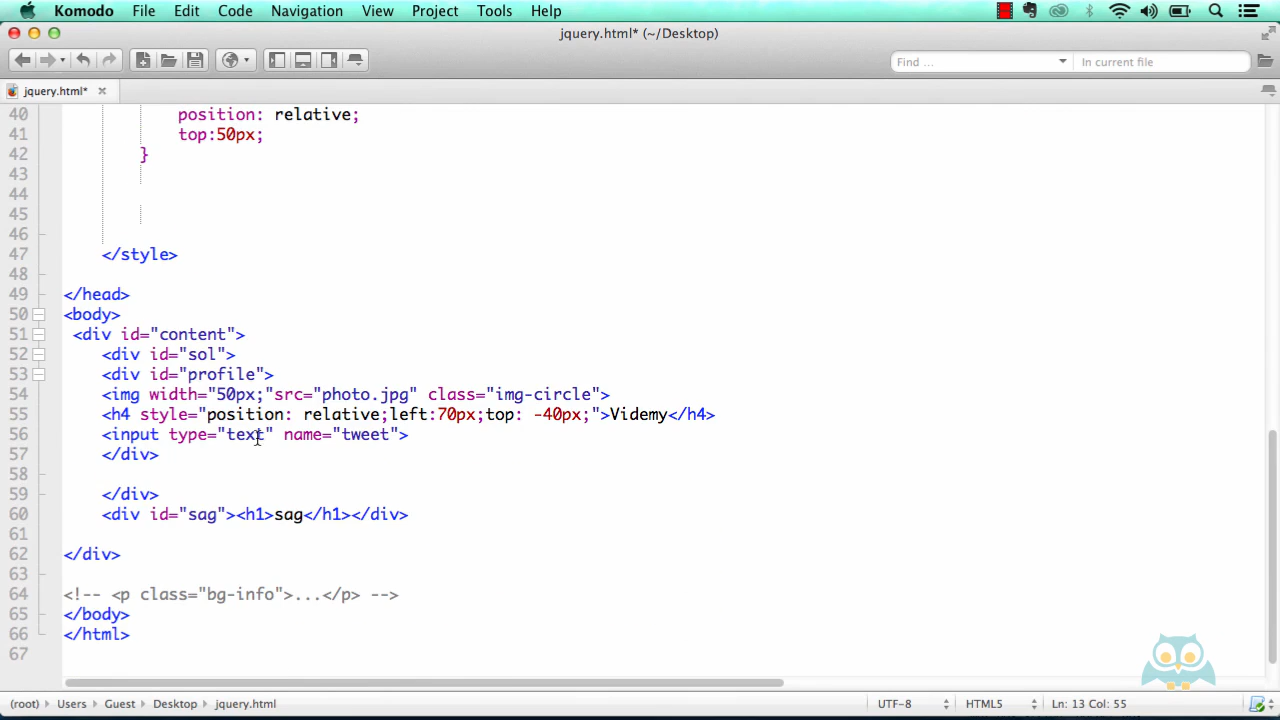 Komodo File Edit Code Navigation View Project Tools Help
jquery.html* (~/Desktop)
Find ... In current file
jquery.html*
40 position: relative;
41 top:50px;
42 }
43
44
45
46
47 </style>
48
49 </head>
50 <body>
51 <div id="content">
52 <div id="sol">
53 <div id="profile">
54 <img width="50px;"src="photo.jpg" class="img-circle">
55 <h4 style="position: relative;left:70px;top: -40px;">Videmy</h4>
56 <input type="text" name="tweet">
57 </div>
58
59 </div>
60 <div id="sag"><h1>sag</h1></div>
61
62 </div>
63
64 <!-- <p class="bg-info">...</p> -->
65 </body>
66 </html>
67
(root) Users Guest Desktop jquery.html UTF-8 HTML5 Ln: 13 Col: 55